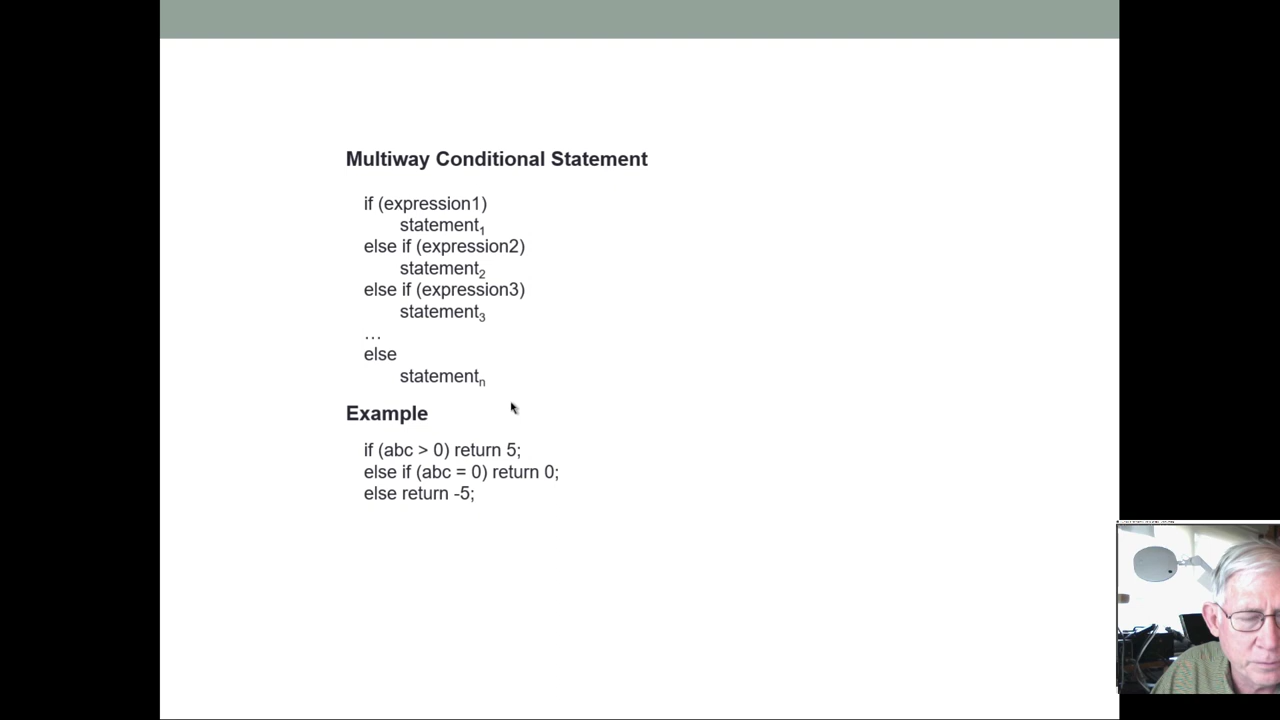 Multiway Conditional Statement
if (expression1)
statement₁
else if (expression2)
statement₂
else if (expression3)
statement₃
…
else
statementₙ
Example
if (abc > 0) return 5;
else if (abc = 0) return 0;
else return -5;